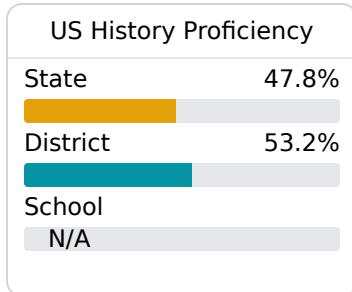 US History Proficiency
State 47.8%
District 53.2%
School
N/A